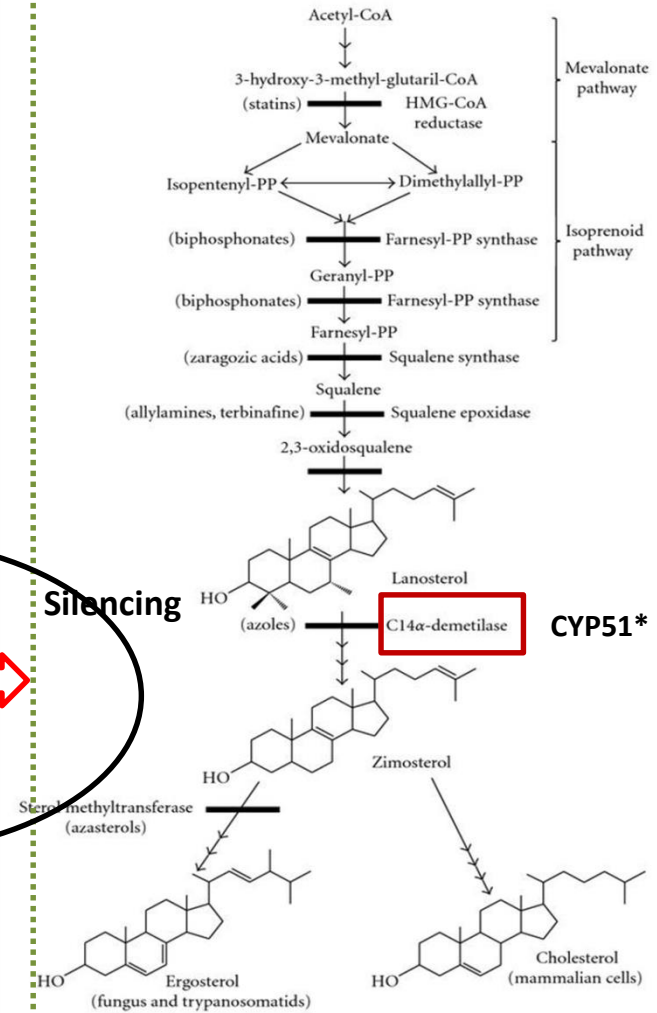 Acetyl-CoA
3-hydroxy-3-methyl-glutaril-CoA
Mevalonate
pathway
(statins)
HMG-CoA
reductase
Mevalonate
Isopentenyl-PP
Dimethylallyl-PP
(biphosphonates)
Farnesyl-PP synthase
Isoprenoid
pathway
Geranyl-PP
(biphosphonates)
Farnesyl-PP synthase
Farnesyl-PP
(zaragozic acids)
Squalene synthase
Squalene
(allylamines, terbinafine)
Squalene epoxidase
2,3-oxidosqualene
Lanosterol
HO
Silencing
(azoles)
C14α-demetilase
CYP51*
Zimosterol
HO
Sterol methyltransferase
(azasterols)
HO
Ergosterol
(fungus and trypanosomatids)
HO
Cholesterol
(mammalian cells)